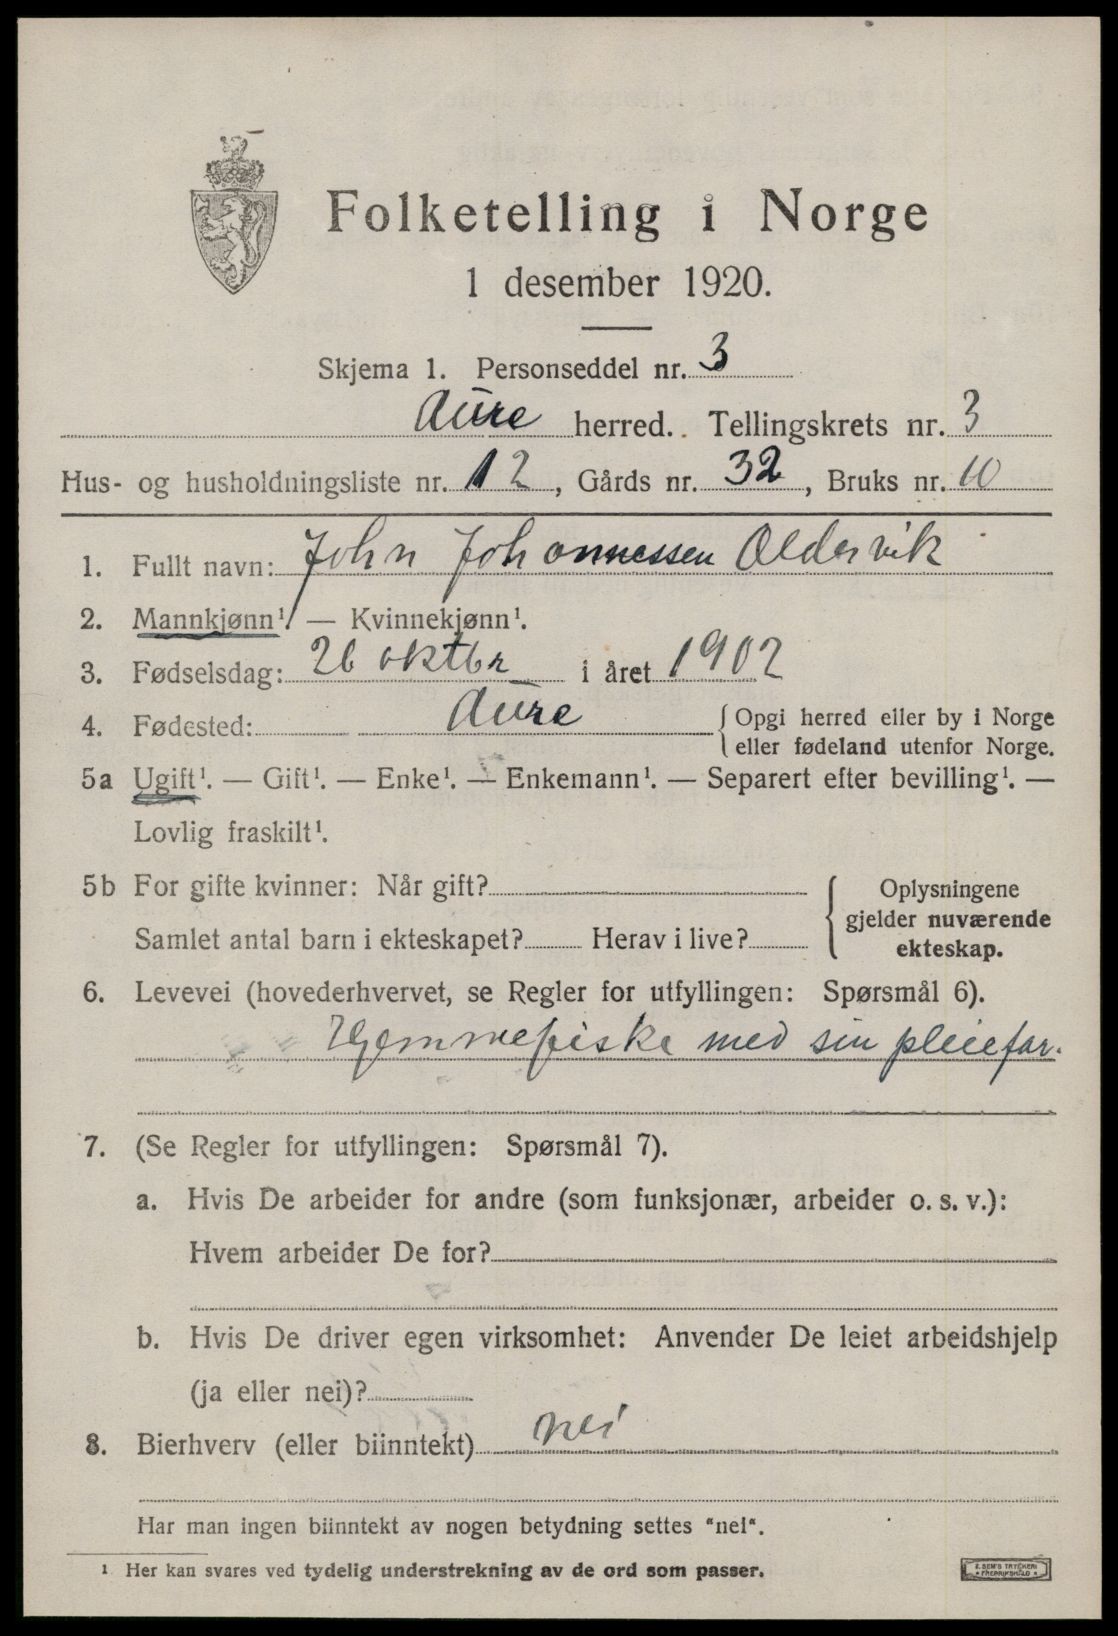 Folketelling i Norge
1 desember 1920.
Skjema 1. Personseddel nr. 3
Aure herred. Tellingskrets nr. 3
Hus- og husholdningsliste nr. 12, Gårds nr. 32, Bruks nr. 10
1. Fullt navn: John Johannessen Oldervik
2. Mannkjønn¹. — Kvinnekjønn¹.
3. Fødselsdag: 26 oktbr i året 1902
4. Fødested: Aure {Opgi herred eller by i Norge
eller fødeland utenfor Norge.
5a Ugift¹. — Gift¹. — Enke¹. — Enkemann¹. — Separert efter bevilling¹. —
Lovlig fraskilt¹.
5b For gifte kvinner: Når gift?
Samlet antal barn i ekteskapet? Herav i live?
{Oplysningene
gjelder nuværende
ekteskap.
6. Levevei (hovederhvervet, se Regler for utfyllingen: Spørsmål 6).
Hjemmefiske med sin pleiefar.
7. (Se Regler for utfyllingen: Spørsmål 7).
a. Hvis De arbeider for andre (som funksjonær, arbeider o. s. v.):
Hvem arbeider De for?
b. Hvis De driver egen virksomhet: Anvender De leiet arbeidshjelp
(ja eller nei)?
8. Bierhverv (eller biinntekt) nei
Har man ingen biinntekt av nogen betydning settes "nei".
¹ Her kan svares ved tydelig understrekning av de ord som passer.
E. SEM'S TRYKKERI
FREDRIKSHALD